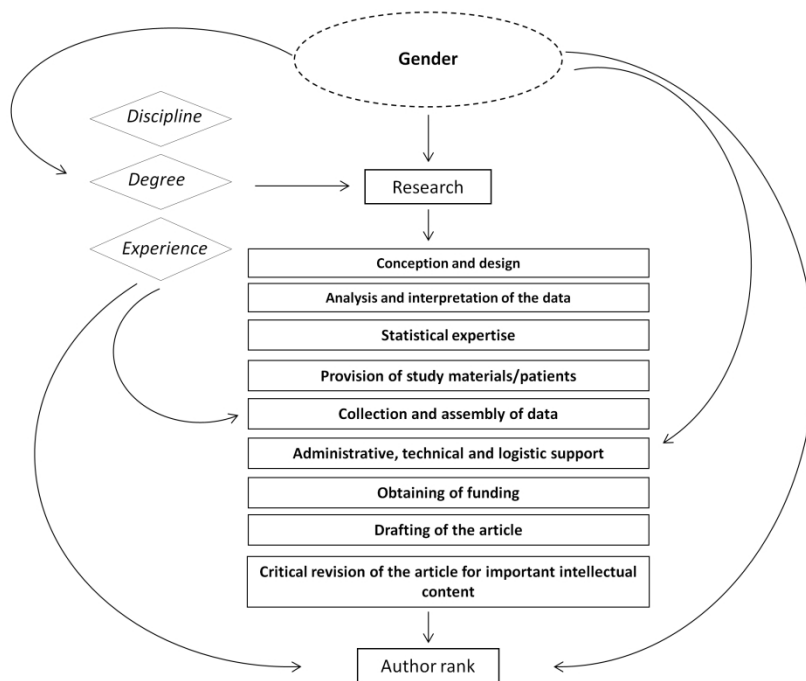 Gender
Discipline
Degree
Research
Experience
Conception and design
Analysis and interpretation of the data
Statistical expertise
Provision of study materials/patients
Collection and assembly of data
Administrative, technical and logistic support
Obtaining of funding
Drafting of the article
Critical revision of the article for important intellectual
content
Author rank